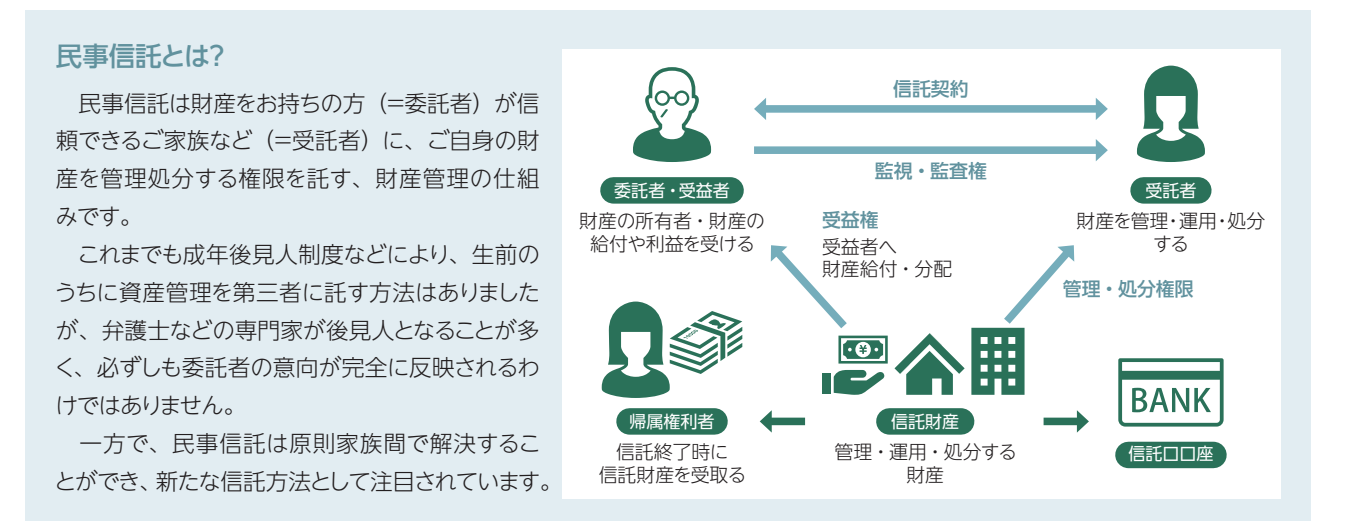 民事信託とは?
　民事信託は財産をお持ちの方（=委託者）が信
頼できるご家族など（=受託者）に、ご自身の財
産を管理処分する権限を託す、財産管理の仕組
みです。
　これまでも成年後見人制度などにより、生前の
うちに資産管理を第三者に託す方法はありました
が、弁護士などの専門家が後見人となることが多
く、必ずしも委託者の意向が完全に反映されるわ
けではありません。
　一方で、民事信託は原則家族間で解決するこ
とができ、新たな信託方法として注目されています。
信託契約
監視・監査権
委託者・受益者
財産の所有者・財産の
給付や利益を受ける
受託者
財産を管理・運用・処分
する
受益権
受益者へ
財産給付・分配
管理・処分権限
帰属権利者
信託終了時に
信託財産を受取る
¥
信託財産
管理・運用・処分する
財産
BANK
信託口口座